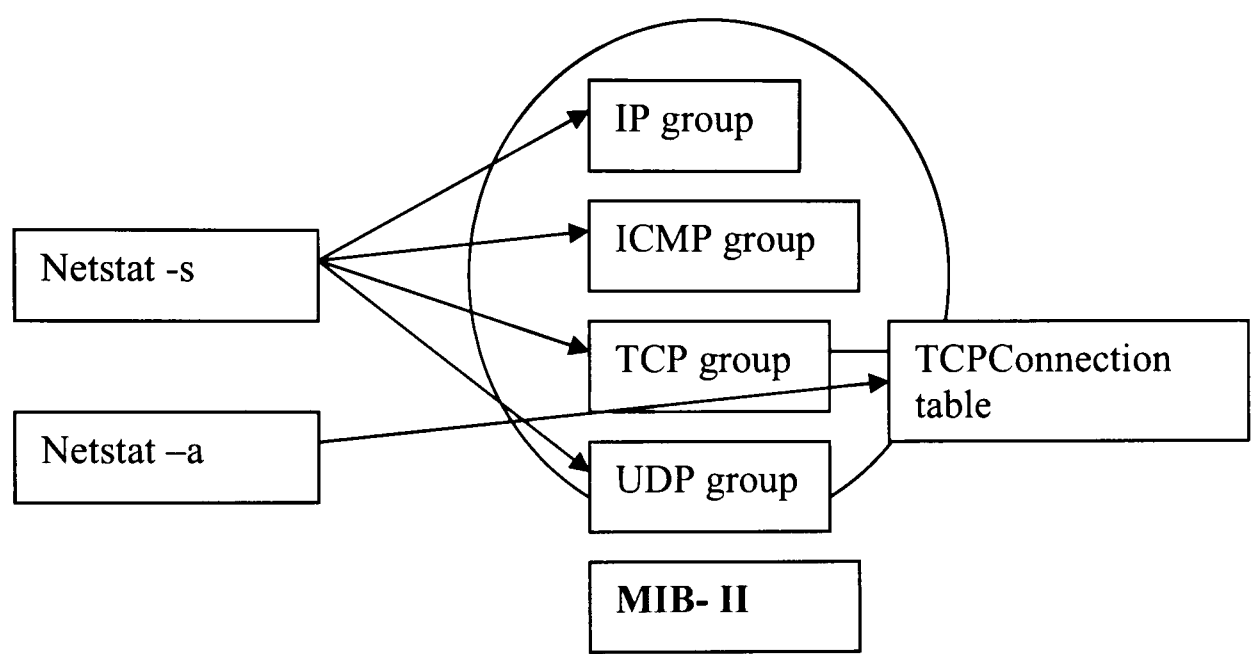 IP group
ICMP group
Netstat -s
TCP group
TCPConnection
table
Netstat –a
UDP group
MIB- II